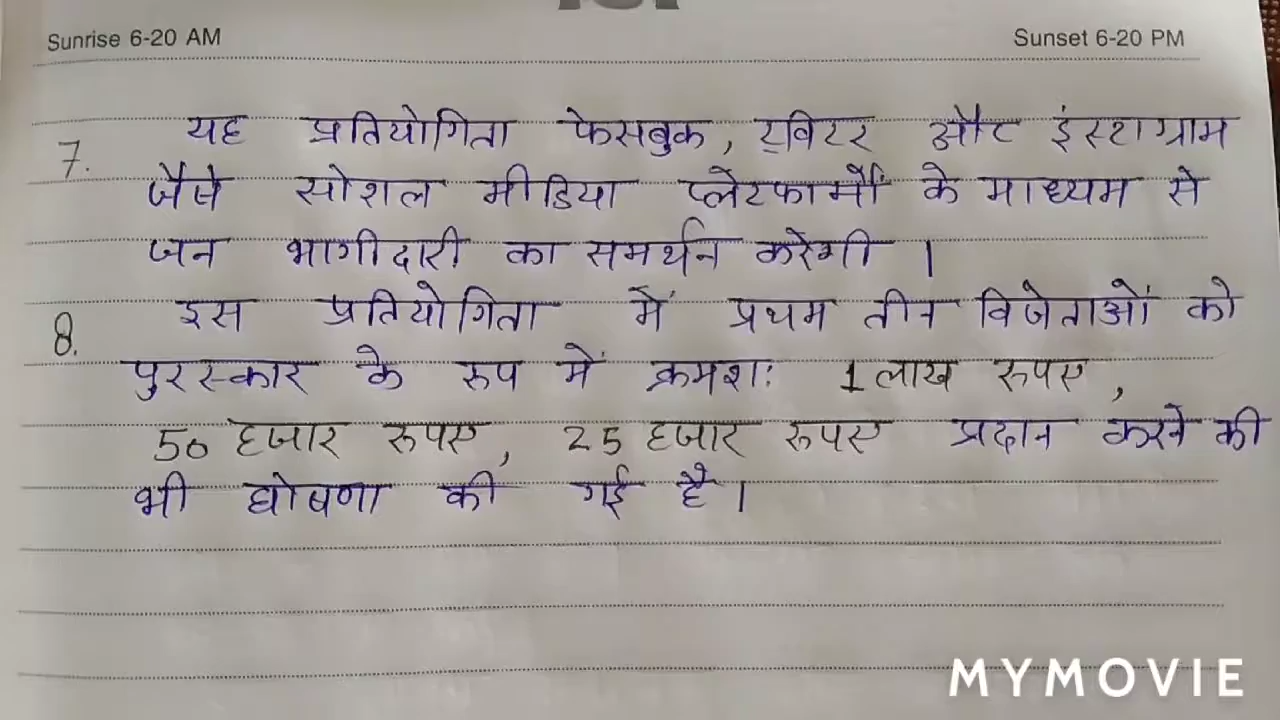 Sunrise 6-20 AM
Sunset 6-20 PM
7. यह प्रतियोगिता फेसबुक, ट्विटर और इंस्टाग्राम
जैसे सोशल मीडिया प्लेटफार्मों के माध्यम से
जन भागीदारी का समर्थन करेगी ।
8. इस प्रतियोगिता में प्रथम तीन विजेताओं को
पुरस्कार के रुप में क्रमशः 1 लाख रुपए,
50 हजार रुपए, 25 हजार रुपए प्रदान करने की
भी घोषणा की गई है।
MYMOVIE